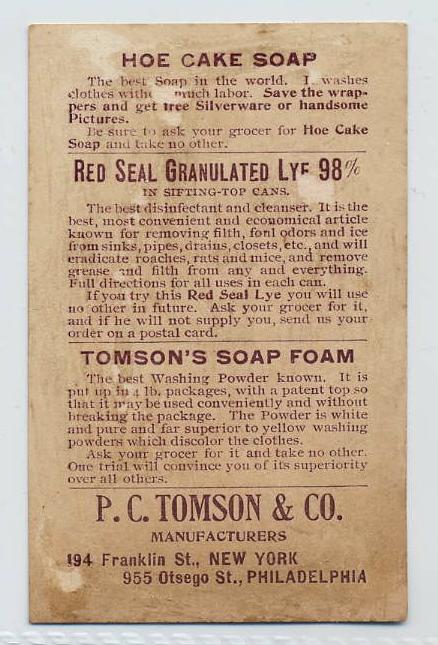 HOE CAKE SOAP
The best Soap in the world. washes
clothes much labor. Save the wrap-
pers and get free Silverware or handsome
Pictures.
Be sure to ask your grocer for Hoe Cake
Soap and take no other.
RED SEAL GRANULATED LYE 98%
IN SIFTING-TOP CANS.
The best disinfectant and cleanser. It is the
best, most convenient and economical article
known for removing filth, foul odors and ice
from sinks, pipes, drains, closets, etc., and will
eradicate roaches, rats and mice, and remove
grease and filth from any and everything.
Full directions for all uses in each can.
If you try this Red Seal Lye you will use
no other in future. Ask your grocer for it,
and if he will not supply you, send us your
order on a postal card.
TOMSON'S SOAP FOAM
The best Washing Powder known. It is
put up in 4 lb. packages, with a patent top so
that it may be used conveniently and without
breaking the package. The Powder is white
and pure and far superior to yellow washing
powders which discolor the clothes.
Ask your grocer for it and take no other.
One trial will convince you of its superiority
over all others.
P. C. TOMSON & CO.
MANUFACTURERS
194 Franklin St., NEW YORK
955 Otsego St., PHILADELPHIA